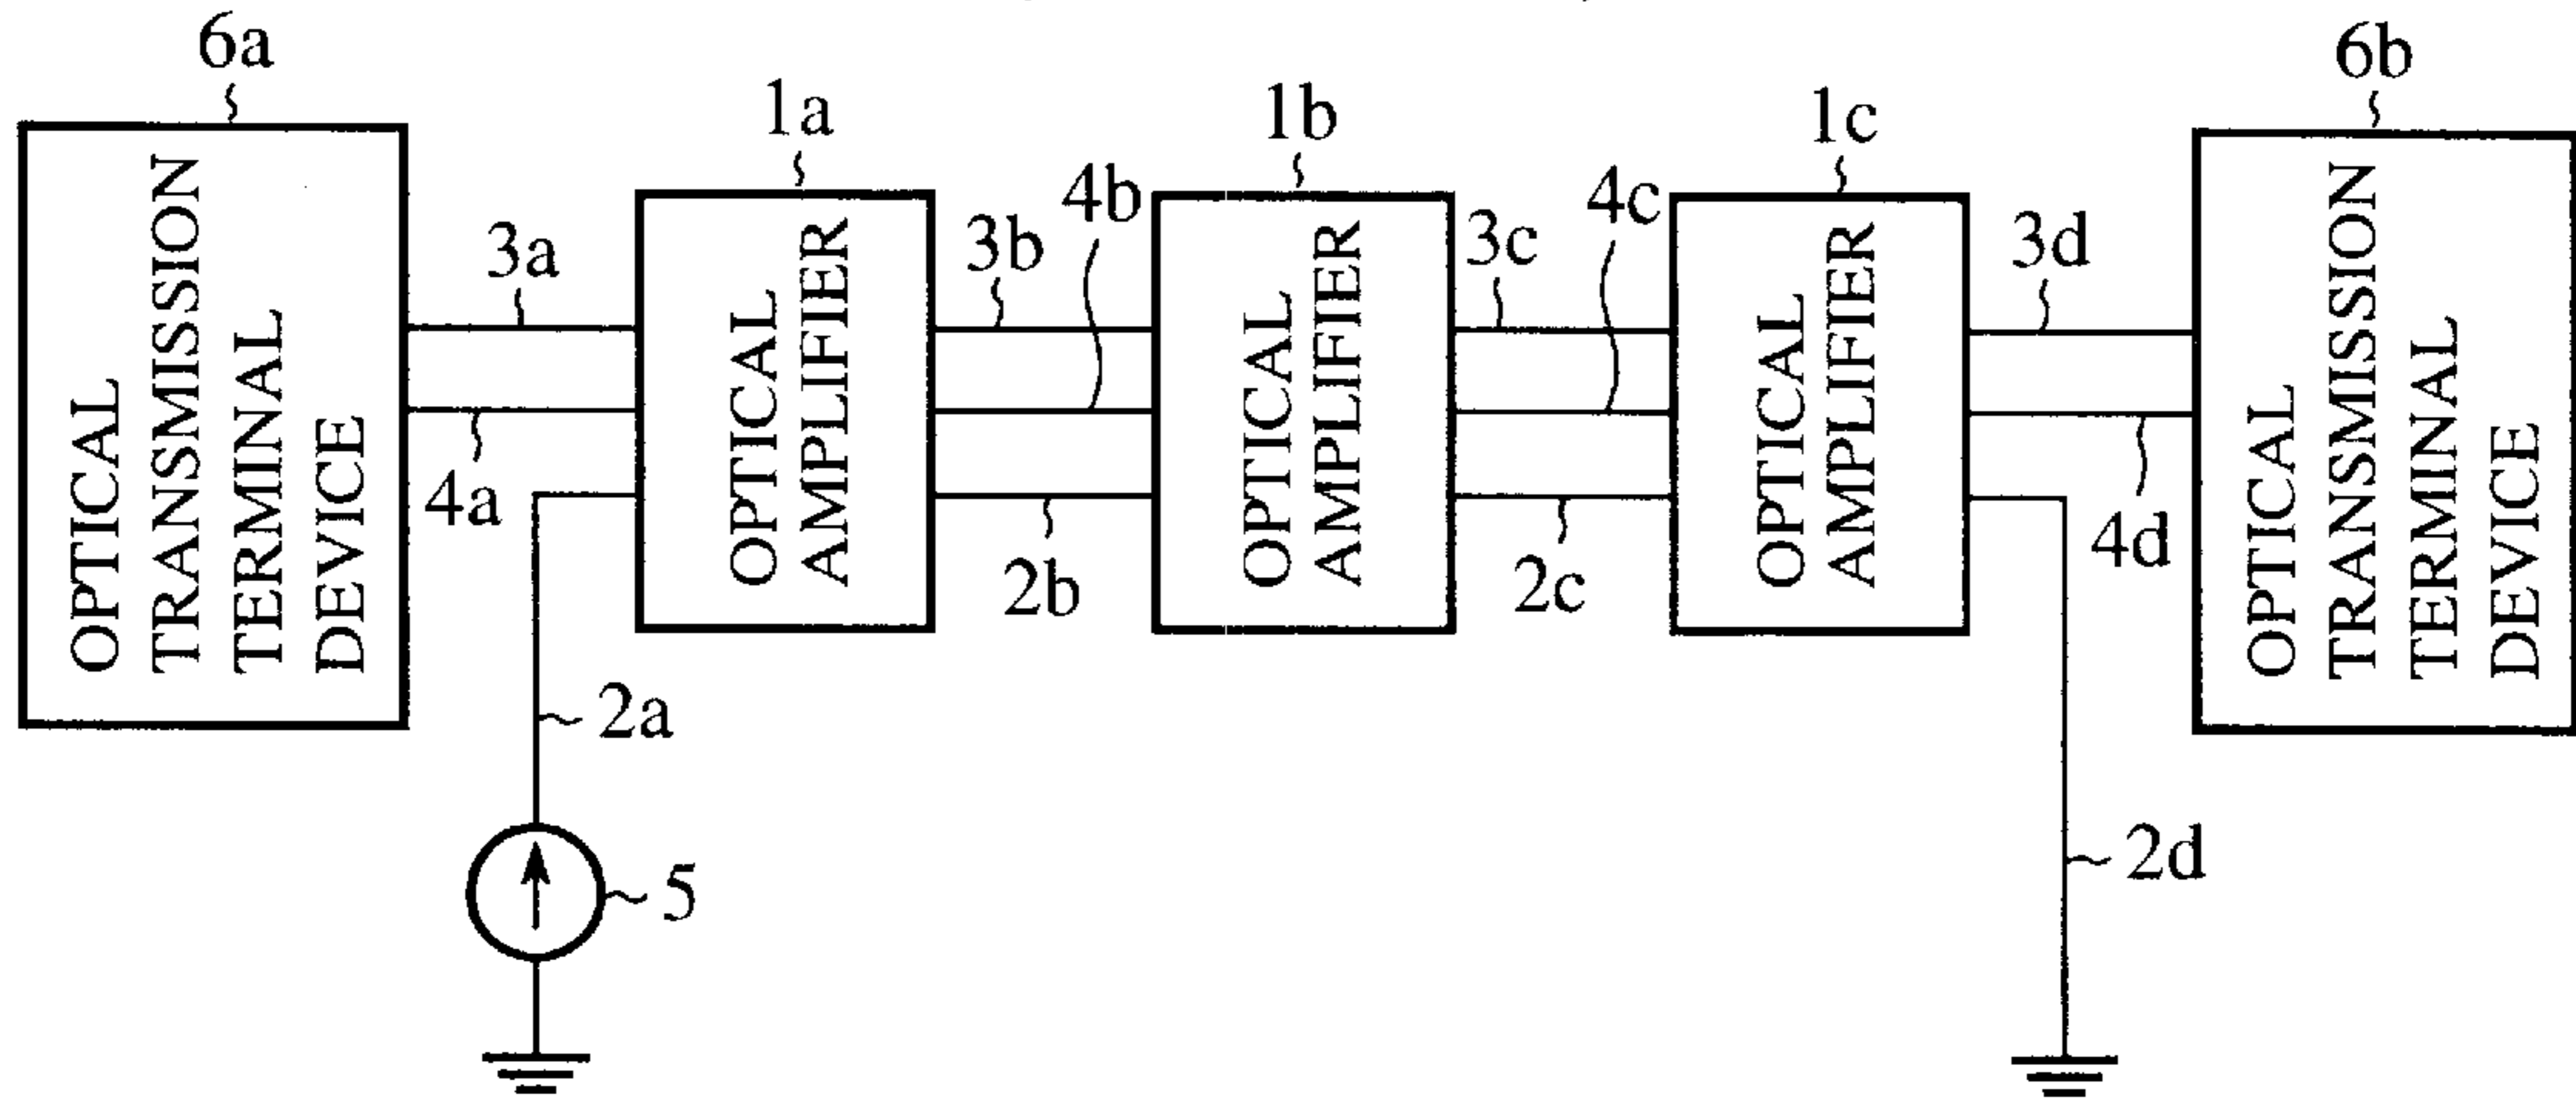 6a
6b
1a
1b
1c
4b
4c
3a
3b
3c
3d
OPTICAL
TRANSMISSION
TERMINAL
DEVICE
OPTICAL
AMPLIFIER
OPTICAL
AMPLIFIER
OPTICAL
AMPLIFIER
OPTICAL
TRANSMISSION
TERMINAL
DEVICE
4a
4d
2b
2c
2a
2d
5